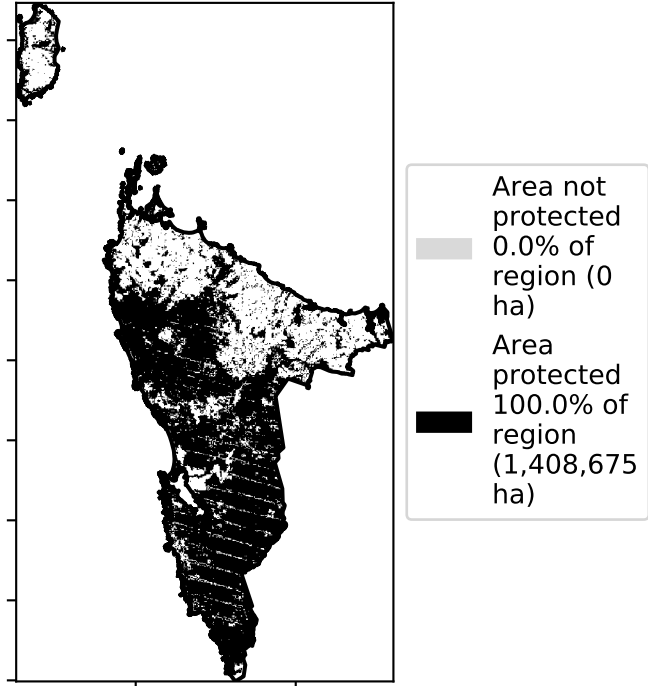 Area not
protected
0.0% of
region (0
ha)
Area
protected
100.0% of
region
(1,408,675
ha)